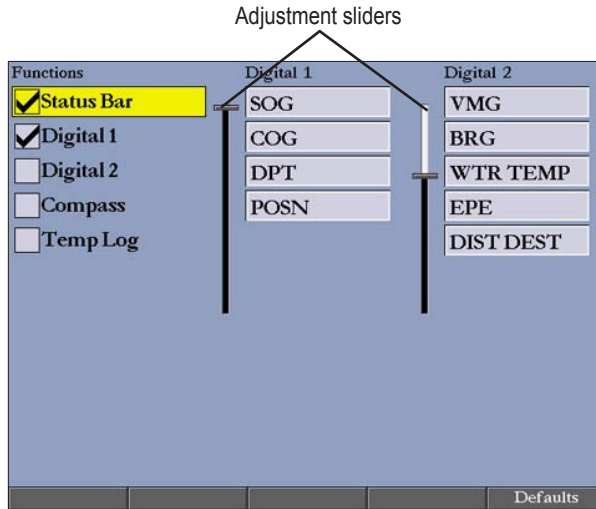 Adjustment sliders
Functions
Status Bar
Digital 1
Digital 2
Compass
Temp Log
Digital 1
SOG
COG
DPT
POSN
Digital 2
VMG
BRG
WTR TEMP
EPE
DIST DEST
Defaults